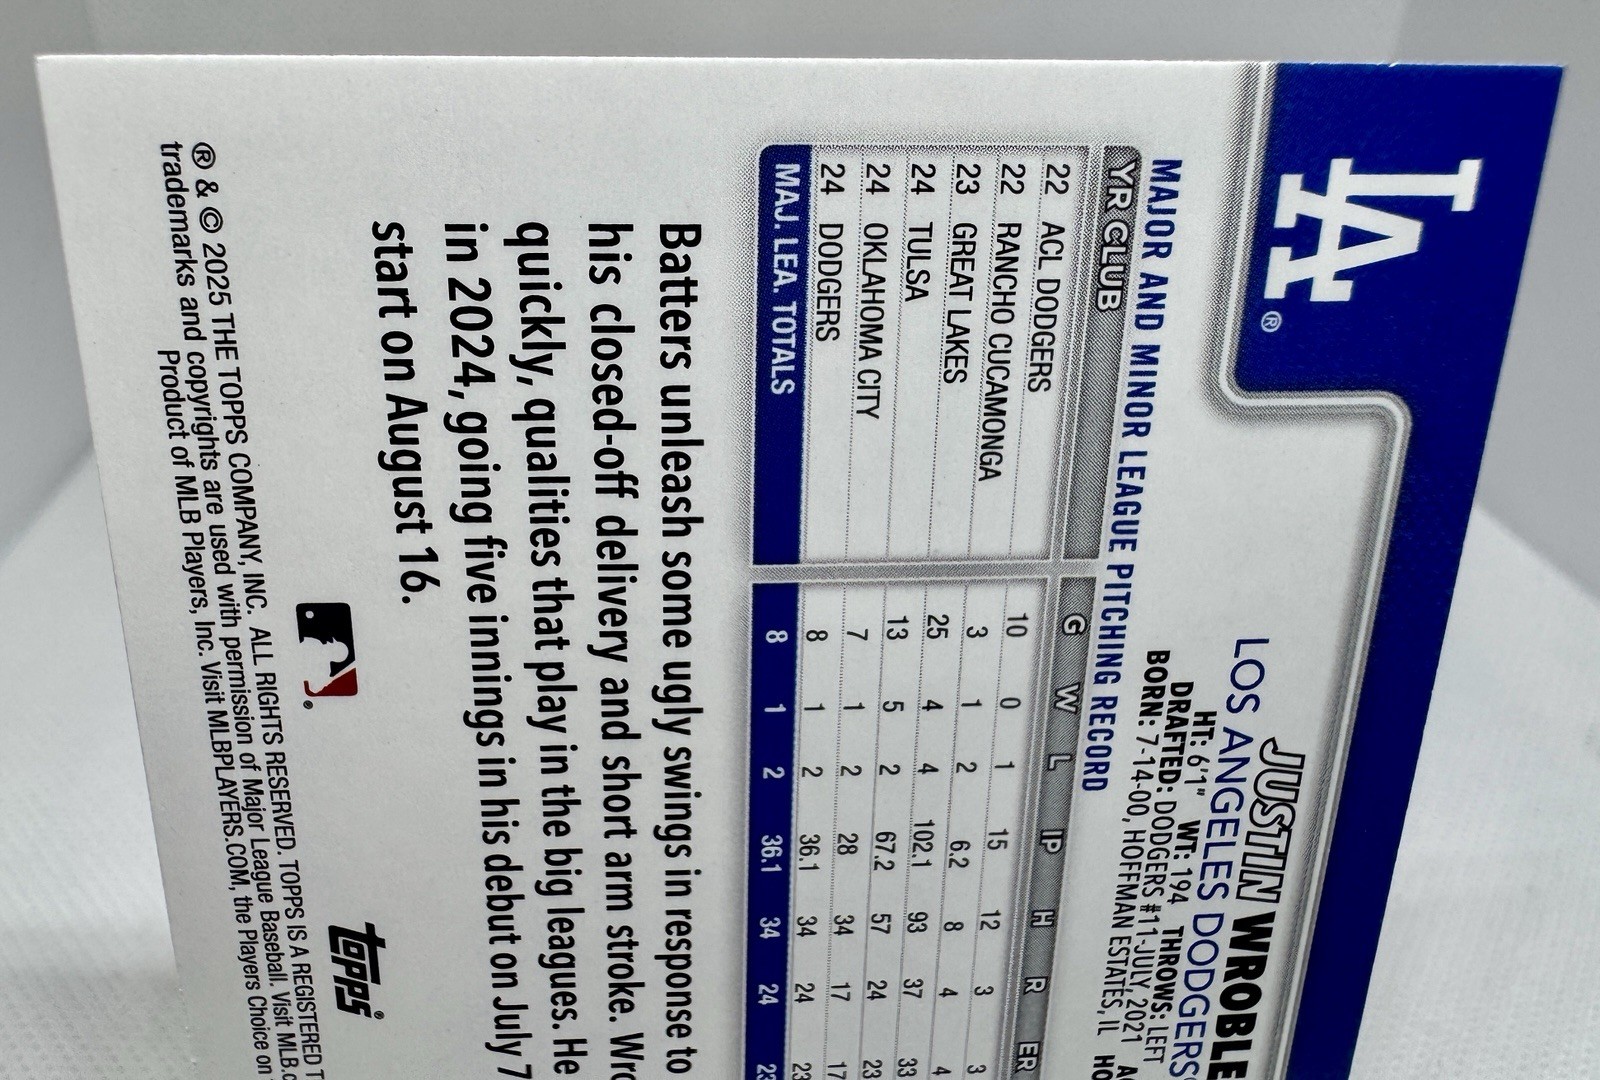 LA®
JUSTIN WROBLE
LOS ANGELES DODGERS
HT: 6'1" WT: 194 THROWS: LEFT
DRAFTED: DODGERS #11-JULY, 2021
BORN: 7-14-00, HOFFMAN ESTATES, IL HO
MAJOR AND MINOR LEAGUE PITCHING RECORD
YR CLUB G W L IP H R ER
22 ACL DODGERS 10 0 1 15 12 3 3
22 RANCHO CUCAMONGA 3 1 2 6.2 8 4 4
23 GREAT LAKES 25 4 4 102.1 93 37 33
24 TULSA 13 5 2 67.2 57 24 23
24 OKLAHOMA CITY 7 1 2 28 34 17 17
24 DODGERS 8 1 2 36.1 34 24 23
MAJ. LEA. TOTALS 8 1 2 36.1 34 24 23
Batters unleash some ugly swings in response to
his closed-off delivery and short arm stroke. Wro
quickly, qualities that play in the big leagues. He
in 2024, going five innings in his debut on July 7
start on August 16.
topps®
® & © 2025 THE TOPPS COMPANY, INC. ALL RIGHTS RESERVED. TOPPS IS A REGISTERED T
trademarks and copyrights are used with permission of Major League Baseball. Visit MLB.c
Product of MLB Players, Inc. Visit MLBPLAYERS.COM, the Players Choice on